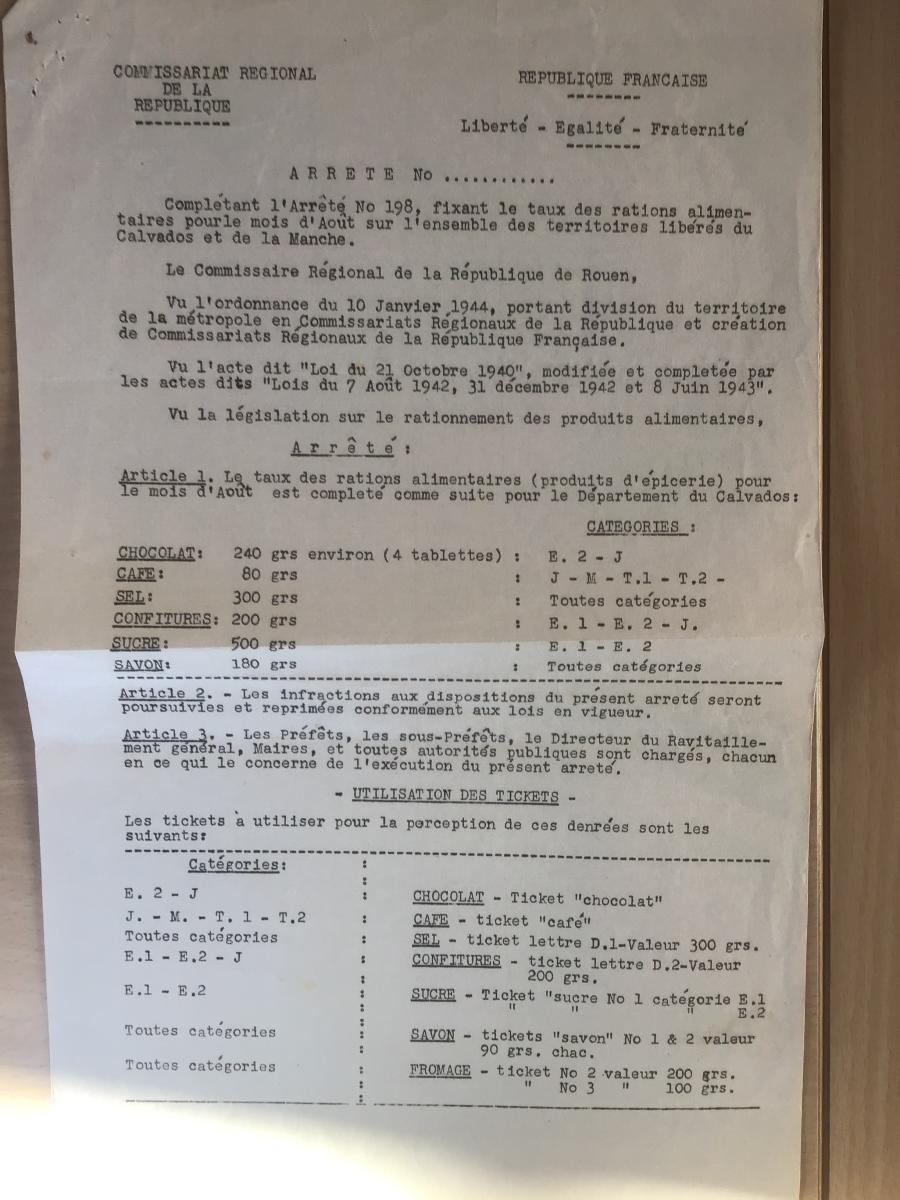 COMMISSARIAT REGIONAL
DE LA
REPUBLIQUE
----------
REPUBLIQUE FRANCAISE
--------
Liberté - Egalité - Fraternité
--------
A R R E T E No ............
Complétant l'Arrêté No 198, fixant le taux des rations alimen-
taires pourle mois d'Août sur l'ensemble des territoires libérés du
Calvados et de la Manche.
Le Commissaire Régional de la République de Rouen,
Vu l'ordonnance du 10 Janvier 1944, portant division du territoire
de la métropole en Commissariats Régionaux de la République et création
de Commissariats Régionaux de la République Française.
Vu l'acte dit "Loi du 21 Octobre 1940", modifiée et completée par
les actes dits "Lois du 7 Août 1942, 31 décembre 1942 et 8 Juin 1943".
Vu la législation sur le rationnement des produits alimentaires,
A r r ê t é :
Article 1. Le taux des rations alimentaires (produits d'épicerie) pour
le mois d'Août est completé comme suite pour le Département du Calvados:
CATEGORIES :
CHOCOLAT: 240 grs environ (4 tablettes) : E. 2 - J
CAFE: 80 grs : J - M - T.1 - T.2 -
SEL: 300 grs : Toutes catégories
CONFITURES: 200 grs : E. 1 - E. 2 - J.
SUCRE: 500 grs : E. 1 - E. 2
SAVON: 180 grs : Toutes catégories
Article 2. - Les infractions aux dispositions du présent arreté seront
poursuivies et reprimées conformément aux lois en vigueur.
Article 3. - Les Préfêts, les sous-Préfêts, le Directeur du Ravitaille-
ment général, Maires, et toutes autorités publiques sont chargés, chacun
en ce qui le concerne de l'exécution du présent arreté.
- UTILISATION DES TICKETS -
Les tickets à utiliser pour la perception de ces denrées sont les
suivants:
Catégories: :
E. 2 - J : CHOCOLAT - Ticket "chocolat"
J. - M. - T. 1 - T.2 : CAFE - ticket "café"
Toutes catégories : SEL - ticket lettre D.1-Valeur 300 grs.
E.1 - E.2 - J : CONFITURES - ticket lettre D.2-Valeur
200 grs.
E.1 - E.2 : SUCRE - Ticket "sucre No 1 catégorie E.1
" " " E.2
Toutes catégories : SAVON - tickets "savon" No 1 & 2 valeur
90 grs. chac.
Toutes catégories : FROMAGE - ticket No 2 valeur 200 grs.
" No 3 " 100 grs.